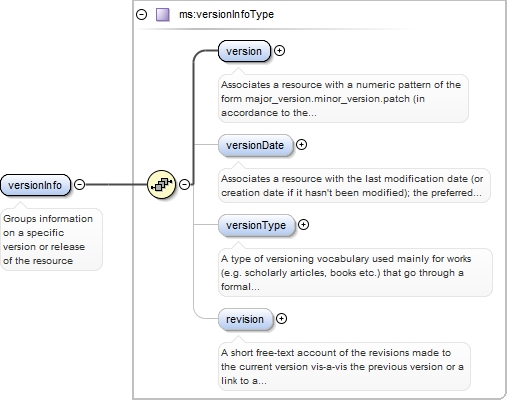 ms:versionInfoType
version
Associates a resource with a numeric pattern of the
form major_version.minor_version.patch (in
accordance to the...
versionDate
Associates a resource with the last modification date (or
creation date if it hasn't been modified); the preferred...
versionInfo
Groups information
on a specific
version or release
of the resource
versionType
A type of versioning vocabulary used mainly for works
(e.g. scholarly articles, books etc.) that go through a
formal...
revision
A short free-text account of the revisions made to
the current version vis-a-vis the previous version or a
link to a...